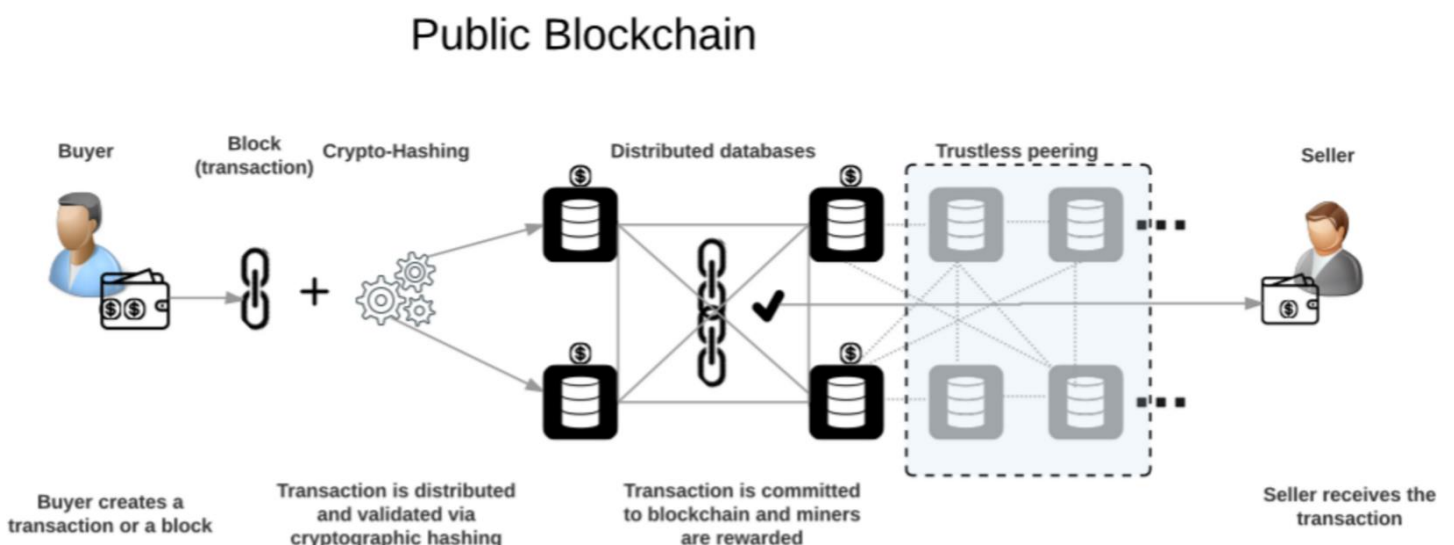 Public Blockchain
Buyer
Block
(transaction)
Crypto-Hashing
Distributed databases
Trustless peering
Seller
$
$
$ $
$
$
$
Buyer creates a
transaction or a block
Transaction is distributed
and validated via
cryptographic hashing
Transaction is committed
to blockchain and miners
are rewarded
Seller receives the
transaction